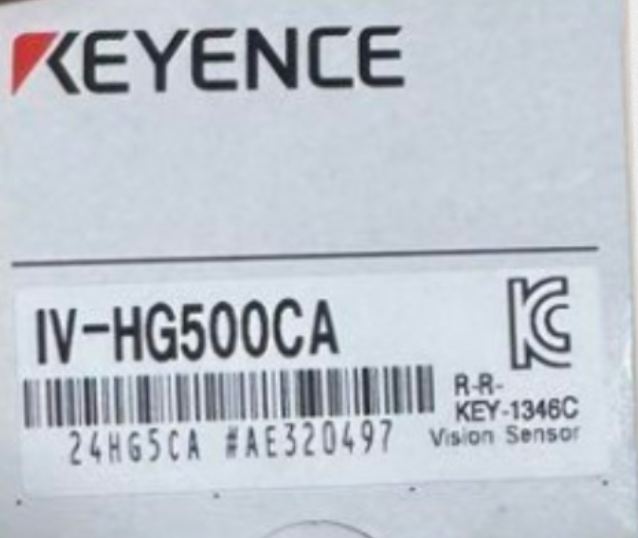 KEYENCE
IV-HG500CA
R-R-
KEY-1346C
24HG5CA #AE320497
Vision Sensor